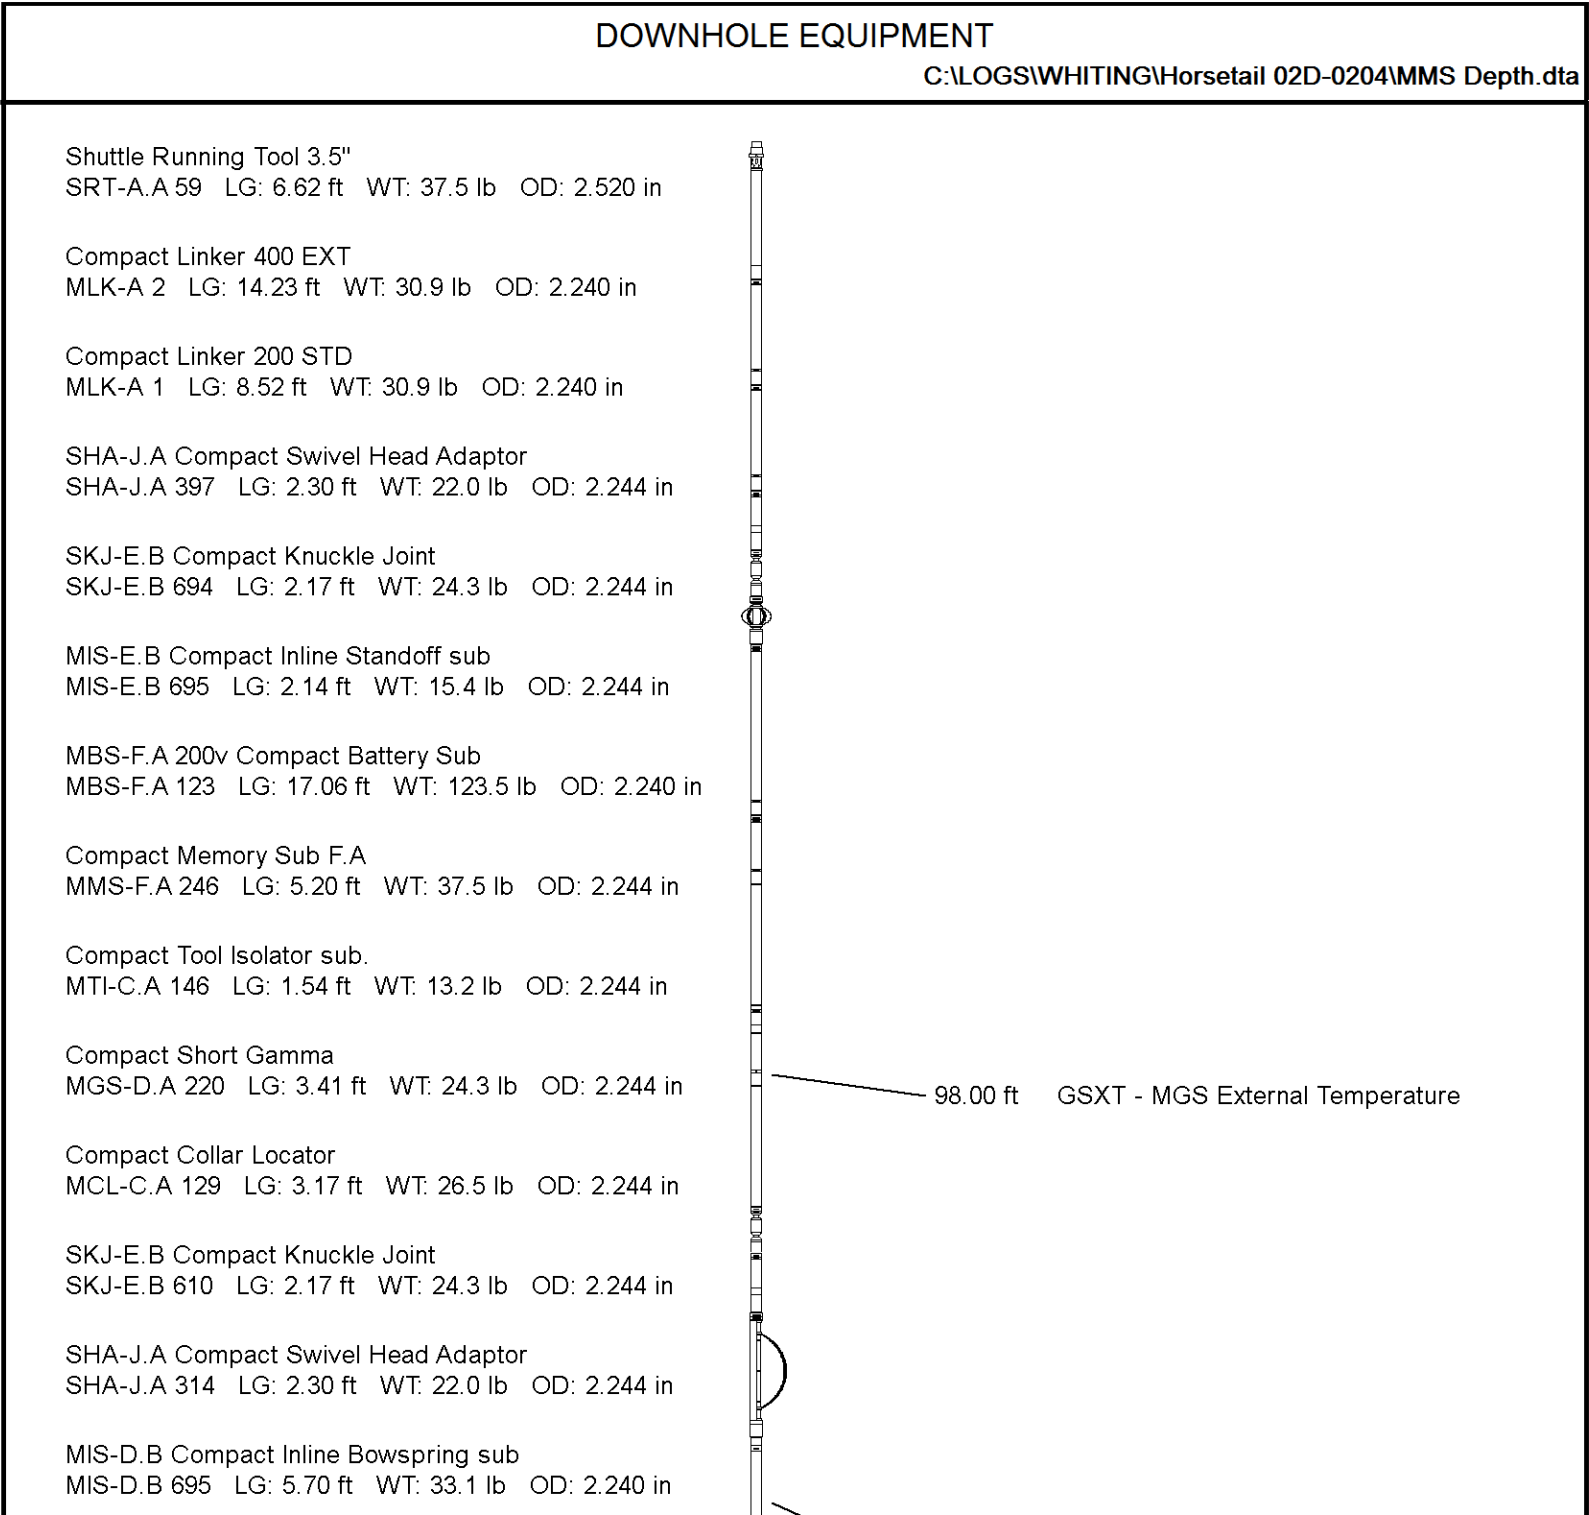 DOWNHOLE EQUIPMENT
C:\LOGS\WHITING\Horsetail 02D-0204\MMS Depth.dta
Shuttle Running Tool 3.5"
SRT-A.A 59 LG: 6.62 ft WT: 37.5 lb OD: 2.520 in
Compact Linker 400 EXT
MLK-A 2 LG: 14.23 ft WT: 30.9 lb OD: 2.240 in
Compact Linker 200 STD
MLK-A 1 LG: 8.52 ft WT: 30.9 lb OD: 2.240 in
SHA-J.A Compact Swivel Head Adaptor
SHA-J.A 397 LG: 2.30 ft WT: 22.0 lb OD: 2.244 in
SKJ-E.B Compact Knuckle Joint
SKJ-E.B 694 LG: 2.17 ft WT: 24.3 lb OD: 2.244 in
MIS-E.B Compact Inline Standoff sub
MIS-E.B 695 LG: 2.14 ft WT: 15.4 lb OD: 2.244 in
MBS-F.A 200v Compact Battery Sub
MBS-F.A 123 LG: 17.06 ft WT: 123.5 lb OD: 2.240 in
Compact Memory Sub F.A
MMS-F.A 246 LG: 5.20 ft WT: 37.5 lb OD: 2.244 in
Compact Tool Isolator sub.
MTI-C.A 146 LG: 1.54 ft WT: 13.2 lb OD: 2.244 in
Compact Short Gamma
MGS-D.A 220 LG: 3.41 ft WT: 24.3 lb OD: 2.244 in
98.00 ft GSXT - MGS External Temperature
Compact Collar Locator
MCL-C.A 129 LG: 3.17 ft WT: 26.5 lb OD: 2.244 in
SKJ-E.B Compact Knuckle Joint
SKJ-E.B 610 LG: 2.17 ft WT: 24.3 lb OD: 2.244 in
SHA-J.A Compact Swivel Head Adaptor
SHA-J.A 314 LG: 2.30 ft WT: 22.0 lb OD: 2.244 in
MIS-D.B Compact Inline Bowspring sub
MIS-D.B 695 LG: 5.70 ft WT: 33.1 lb OD: 2.240 in